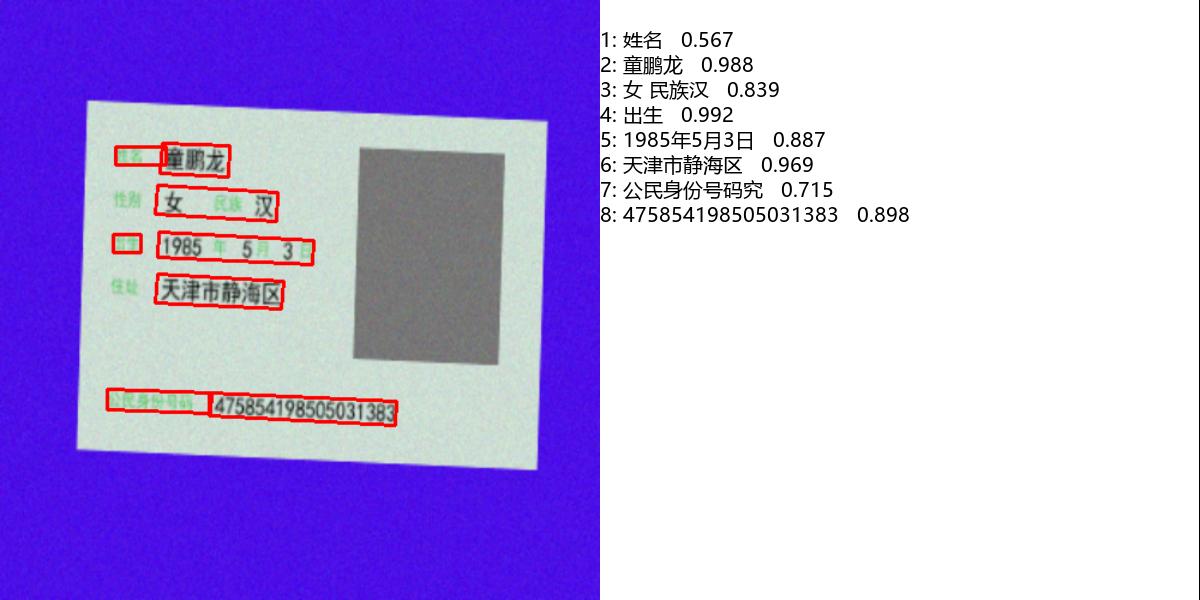 姓名 童鹏龙
性别 女 民族 汉
出生 1985 年 5 月 3 日
住址 天津市静海区
公民身份号码 475854198505031383
1: 姓名 0.567
2: 童鹏龙 0.988
3: 女 民族汉 0.839
4: 出生 0.992
5: 1985年5月3日 0.887
6: 天津市静海区 0.969
7: 公民身份号码究 0.715
8: 475854198505031383 0.898